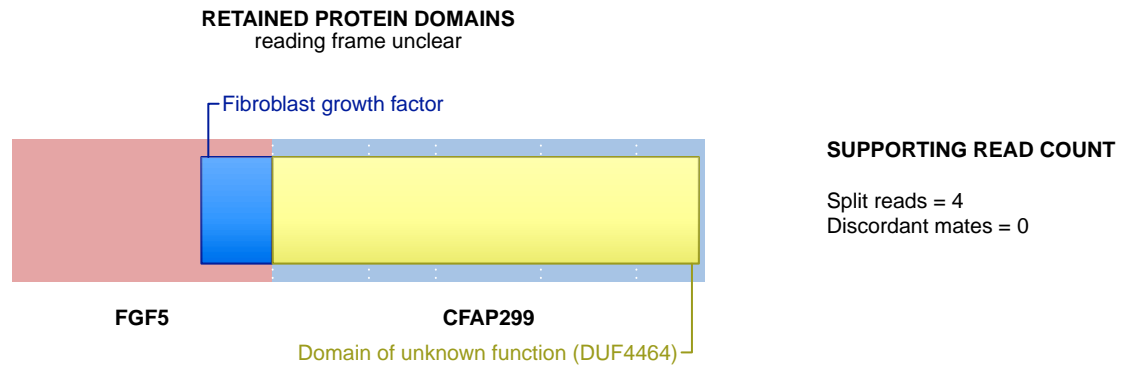 RETAINED PROTEIN DOMAINS
reading frame unclear
Fibroblast growth factor
SUPPORTING READ COUNT
Split reads = 4
Discordant mates = 0
FGF5
CFAP299
Domain of unknown function (DUF4464)